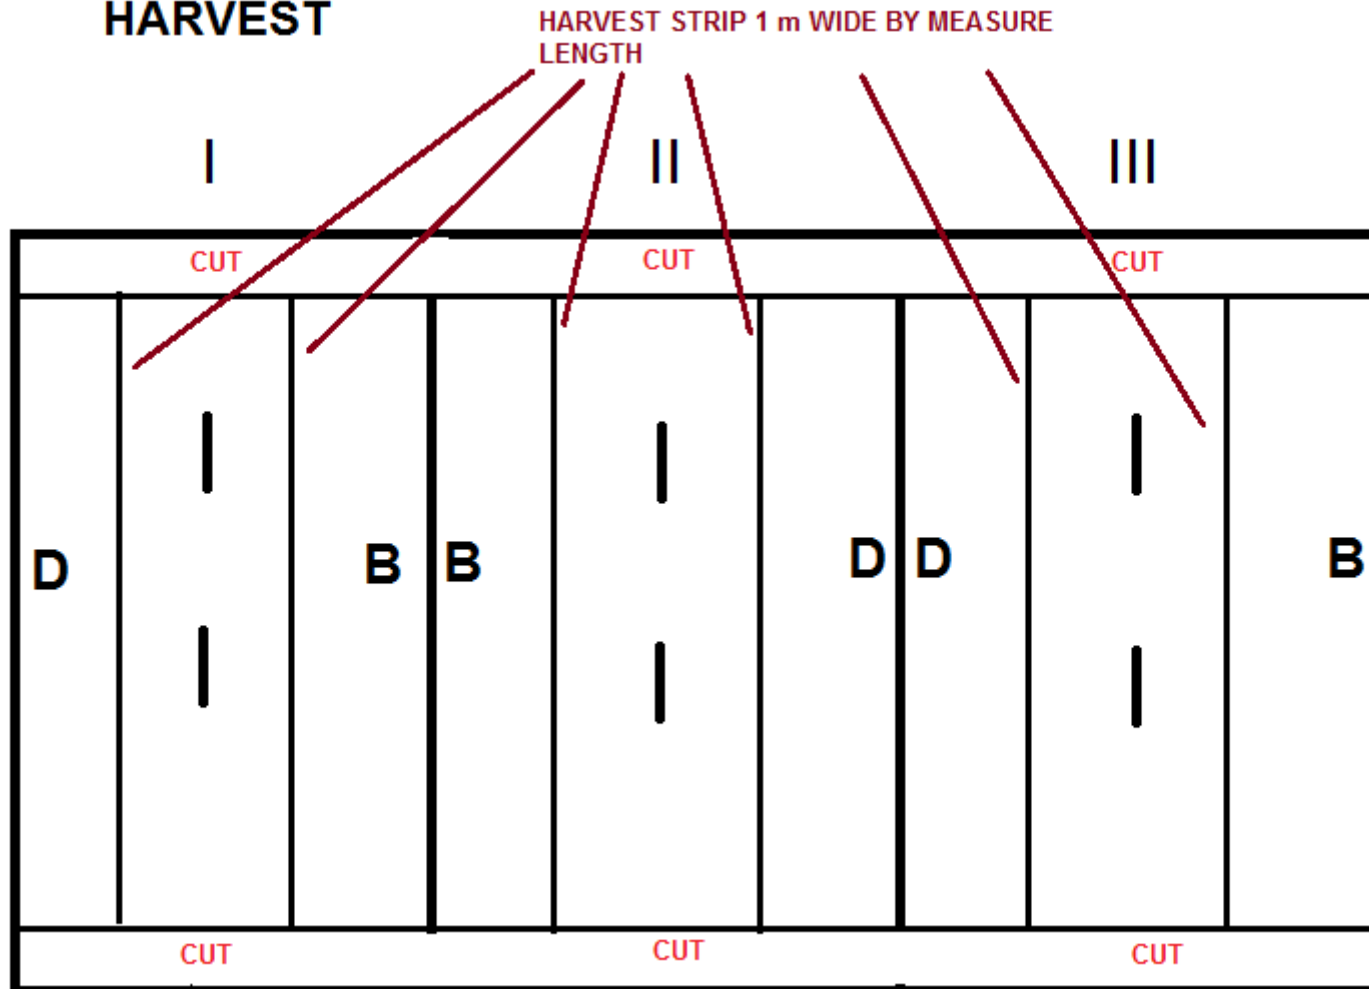 HARVEST
HARVEST STRIP 1 m WIDE BY MEASURE
LENGTH
I II III
CUT CUT CUT
D B B D D B
CUT CUT CUT